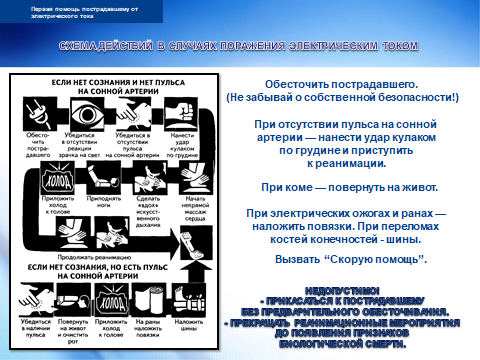 Первая помощь пострадавшему от
электрического тока
СХЕМА ДЕЙСТВИЙ В СЛУЧАЯХ ПОРАЖЕНИЯ ЭЛЕКТРИЧЕСКИМ ТОКОМ
ЕСЛИ НЕТ СОЗНАНИЯ И НЕТ ПУЛЬСА
НА СОННОЙ АРТЕРИИ
Обесто-
чить
постра-
давшего
Убедиться
в отсутствии
реакции
зрачка на свет
Убедиться в
отсутствии
пульса
на сонной артерии
Нанести
удар
кулаком
по грудине
ХОЛОД
Приложить
холод
к голове
Приподнять
ноги
Сделать
«вдох»
искусст-
венного
дыхания
Начать
непрямой
массаж
сердца
Продолжать реанимацию
ЕСЛИ НЕТ СОЗНАНИЯ, НО ЕСТЬ ПУЛЬС
НА СОННОЙ АРТЕРИИ
ХОЛОД
Убедиться
в наличии
пульса
Повернуть
на живот
и очистить
рот
Приложить
холод
к голове
На раны
наложить
повязки
Наложить
шины
Обесточить пострадавшего.
(Не забывай о собственной безопасности!)
При отсутствии пульса на сонной
артерии — нанести удар кулаком
по грудине и приступить
к реанимации.
При коме — повернуть на живот.
При электрических ожогах и ранах —
наложить повязки. При переломах
костей конечностей - шины.
Вызвать “Скорую помощь”.
НЕДОПУСТИМО!
- ПРИКАСАТЬСЯ К ПОСТРАДАВШЕМУ
БЕЗ ПРЕДВАРИТЕЛЬНОГО ОБЕСТОЧИВАНИЯ.
- ПРЕКРАЩАТЬ РЕАНИМАЦИОННЫЕ МЕРОПРИЯТИЯ
ДО ПОЯВЛЕНИЯ ПРИЗНАКОВ
БИОЛОГИЧЕСКОЙ СМЕРТИ.